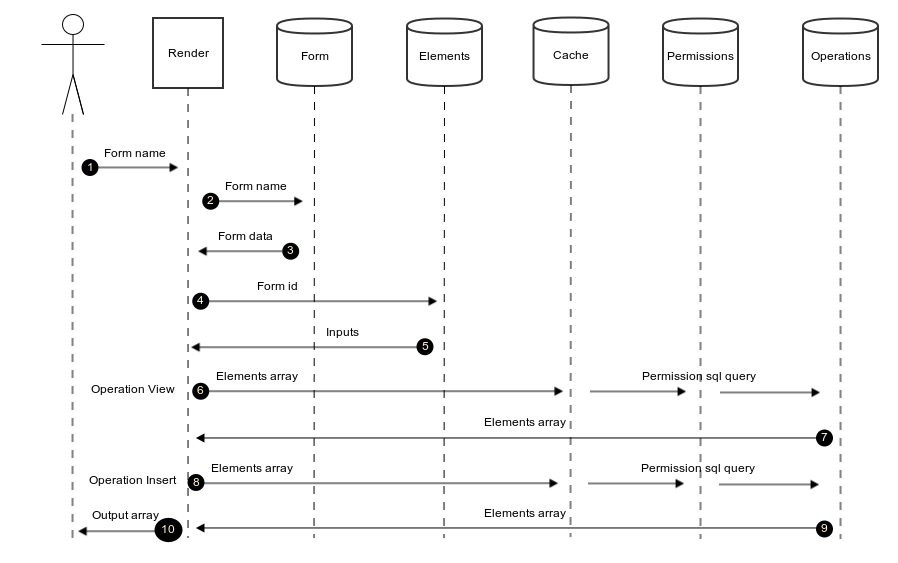 Render
Form
Elements
Cache
Permissions
Operations
Form name
1
Form name
2
Form data
3
Form id
4
Inputs
5
Elements array
Permission sql query
Operation View
6
Elements array
7
Elements array
Permission sql query
Operation Insert
8
Output array
Elements array
10
9